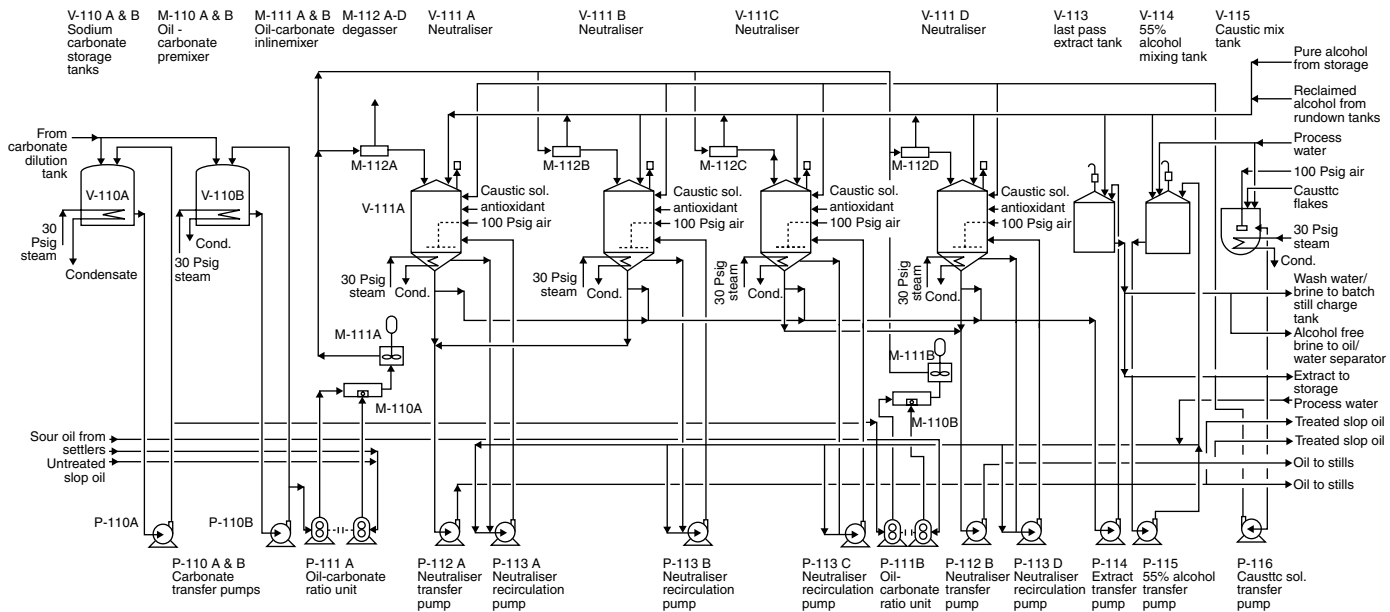 V-110 A & B
Sodium
carbonate
storage
tanks
M-110 A & B
Oil -
carbonate
premixer
M-111 A & B
Oil-carbonate
inlinemixer
M-112 A-D
degasser
V-111 A
Neutraliser
V-111 B
Neutraliser
V-111C
Neutraliser
V-111 D
Neutraliser
V-113
last pass
extract tank
V-114
55%
alcohol
mixing tank
V-115
Caustic mix
tank
Pure alcohol
from storage
Reclaimed
alcohol from
rundown tanks
Process
water
100 Psig air
Causttc
flakes
30 Psig
steam
Cond.
From
carbonate
dilution
tank
V-110A
30
Psig
steam
Condensate
V-110B
Cond.
30 Psig
steam
M-112A
M-112B
M-112C
M-112D
V-111A
Caustic sol.
antioxidant
100 Psig air
Caustic sol.
antioxidant
100 Psig air
Caustic sol.
antioxidant
100 Psig air
30 Psig
steam
Cond.
30 Psig
steam
Cond.
30 Psig
steam
Cond.
30 Psig
steam
Cond.
Wash water/
brine to batch
still charge
tank
Alcohol free
brine to oil/
water separator
Extract to
storage
Process water
Treated slop oil
Treated slop oil
Oil to stills
Oil to stills
M-111A
M-110A
M-111B
M-110B
Sour oil from
settlers
Untreated
slop oil
P-110A
P-110B
P-110 A & B
Carbonate
transfer pumps
P-111 A
Oil-carbonate
ratio unit
P-112 A
Neutraliser
transfer
pump
P-113 A
Neutraliser
recirculation
pump
P-113 B
Neutraliser
recirculation
pump
P-113 C
Neutraliser
recirculation
pump
P-111B
Oil-
carbonate
ratio unit
P-112 B
Neutraliser
transfer
pump
P-113 D
Neutraliser
recirculation
pump
P-114
Extract
transfer
pump
P-115
55% alcohol
transfer
pump
P-116
Causttc sol.
transfer
pump